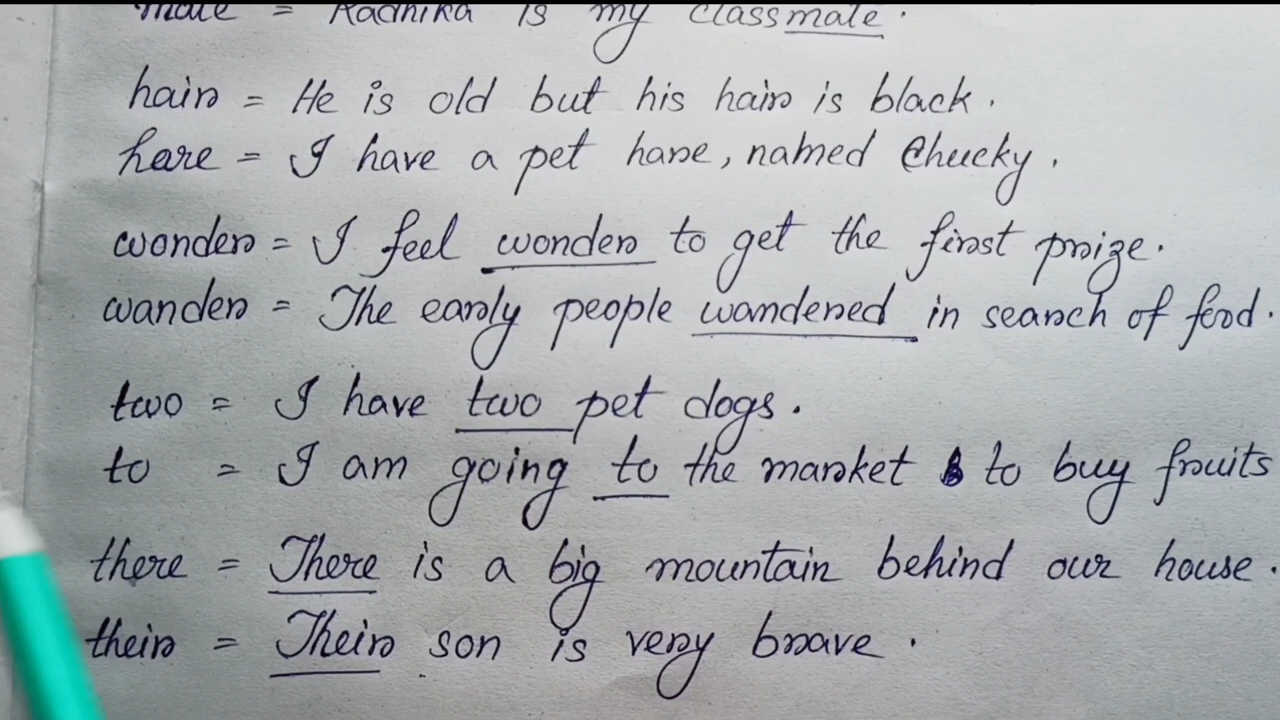 mate = Radhika is my classmate.
hair = He is old but his hair is black.
hare = I have a pet hare, named Chucky.
wonder = I feel wonder to get the first prize.
wander = The early people wandered in search of food.
two = I have two pet dogs.
to = I am going to the market to buy fruits
there = There is a big mountain behind our house.
their = Their son is very brave.